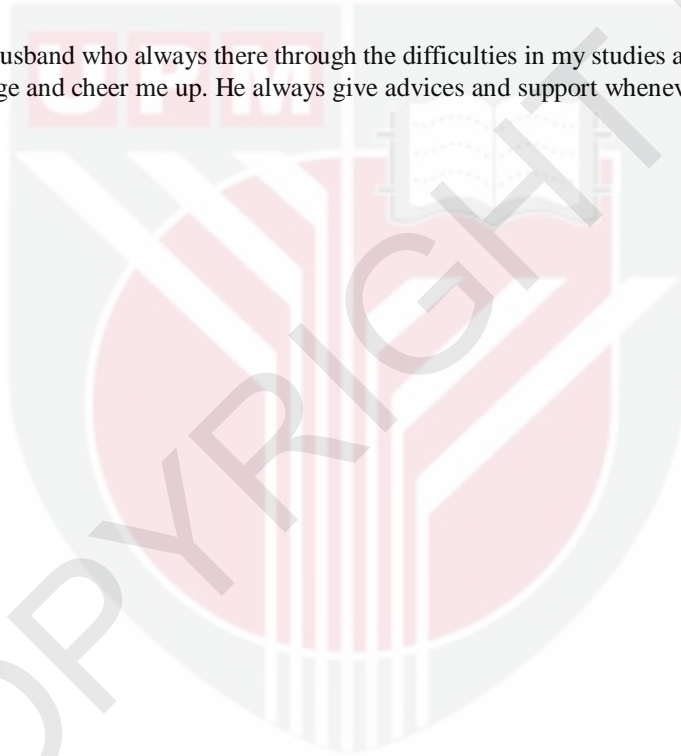 UPM
usband who always there through the difficulties in my studies a
ge and cheer me up. He always give advices and support whenev
OPYRIGHT